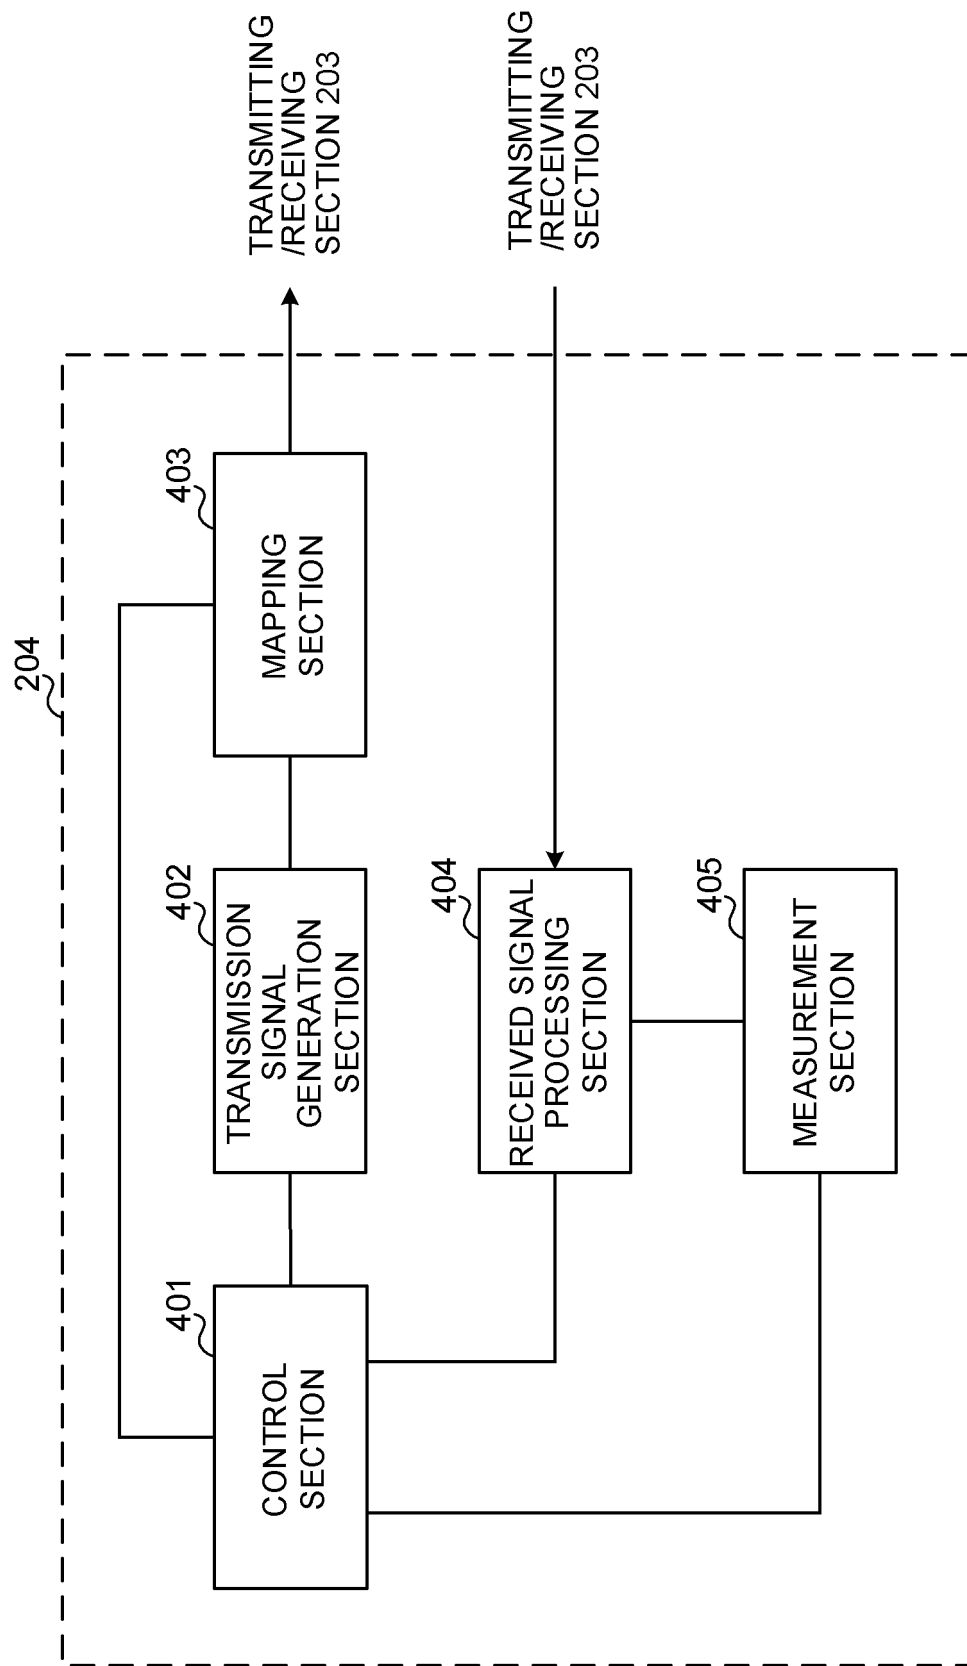 204
401
CONTROL
SECTION
402
TRANSMISSION
SIGNAL
GENERATION
SECTION
403
MAPPING
SECTION
TRANSMITTING
/RECEIVING
SECTION 203
404
RECEIVED SIGNAL
PROCESSING
SECTION
TRANSMITTING
/RECEIVING
SECTION 203
405
MEASUREMENT
SECTION